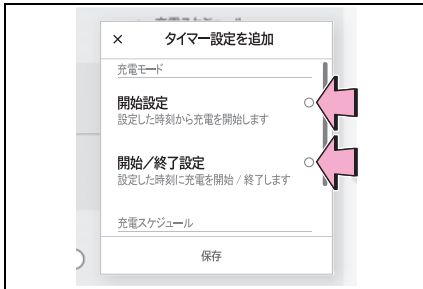 × タイマー設定を追加
充電モード
開始設定
設定した時刻から充電を開始します
開始／終了設定
設定した時刻に充電を開始 / 終了します
充電スケジュール
保存